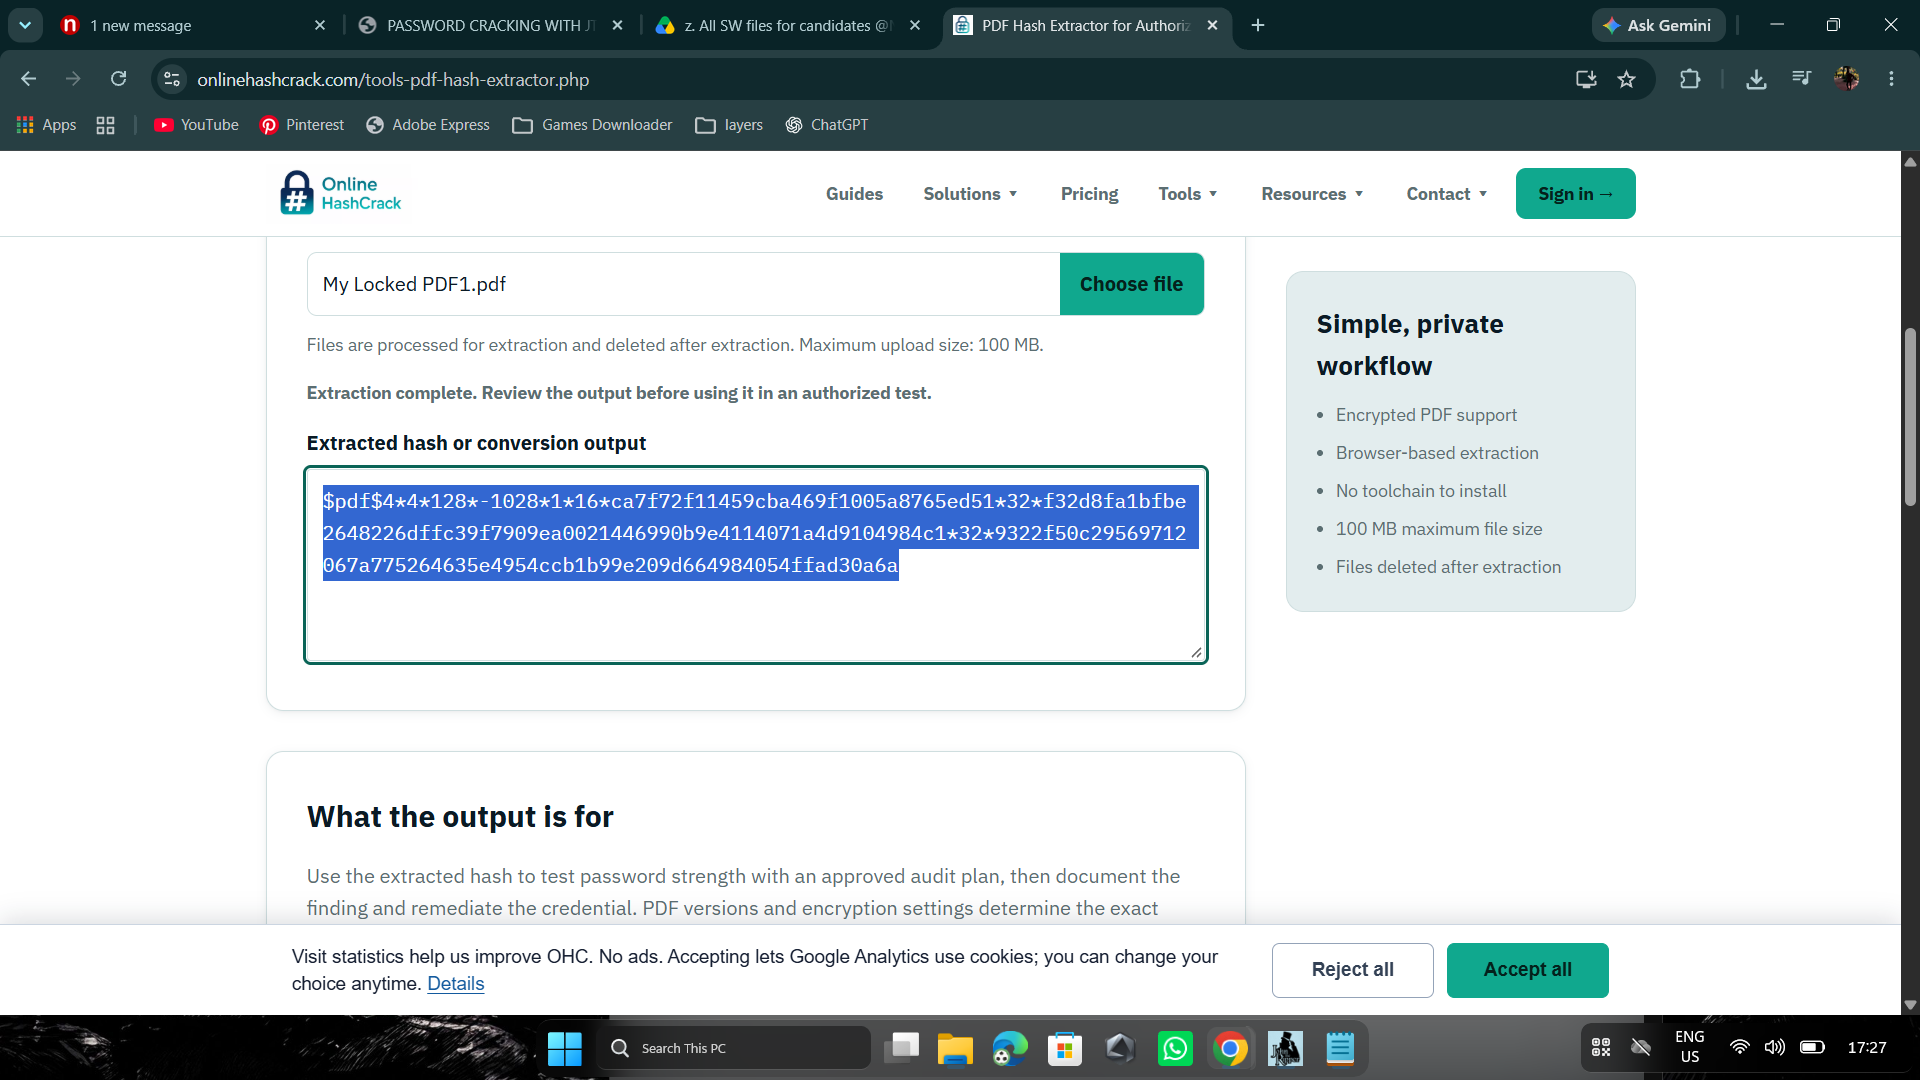 1 new message
PASSWORD CRACKING WITH JT
z. All SW files for candidates @
PDF Hash Extractor for Authoriz
Ask Gemini
onlinehashcrack.com/tools-pdf-hash-extractor.php
Apps
YouTube
Pinterest
Adobe Express
Games Downloader
layers
ChatGPT
Online
HashCrack
Guides
Solutions
Pricing
Tools
Resources
Contact
Sign in →
My Locked PDF1.pdf
Choose file
Files are processed for extraction and deleted after extraction. Maximum upload size: 100 MB.
Extraction complete. Review the output before using it in an authorized test.
Extracted hash or conversion output
$pdf$4*4*128*-1028*1*16*ca7f72f11459cba469f1005a8765ed51*32*f32d8fa1bfbe
2648226dffc39f7909ea0021446990b9e4114071a4d9104984c1*32*9322f50c29569712
067a775264635e4954ccb1b99e209d664984054ffad30a6a
Simple, private
workflow
• Encrypted PDF support
• Browser-based extraction
• No toolchain to install
• 100 MB maximum file size
• Files deleted after extraction
What the output is for
Use the extracted hash to test password strength with an approved audit plan, then document the
finding and remediate the credential. PDF versions and encryption settings determine the exact
Visit statistics help us improve OHC. No ads. Accepting lets Google Analytics use cookies; you can change your
choice anytime. Details
Reject all
Accept all
Search This PC
ENG
US
17:27